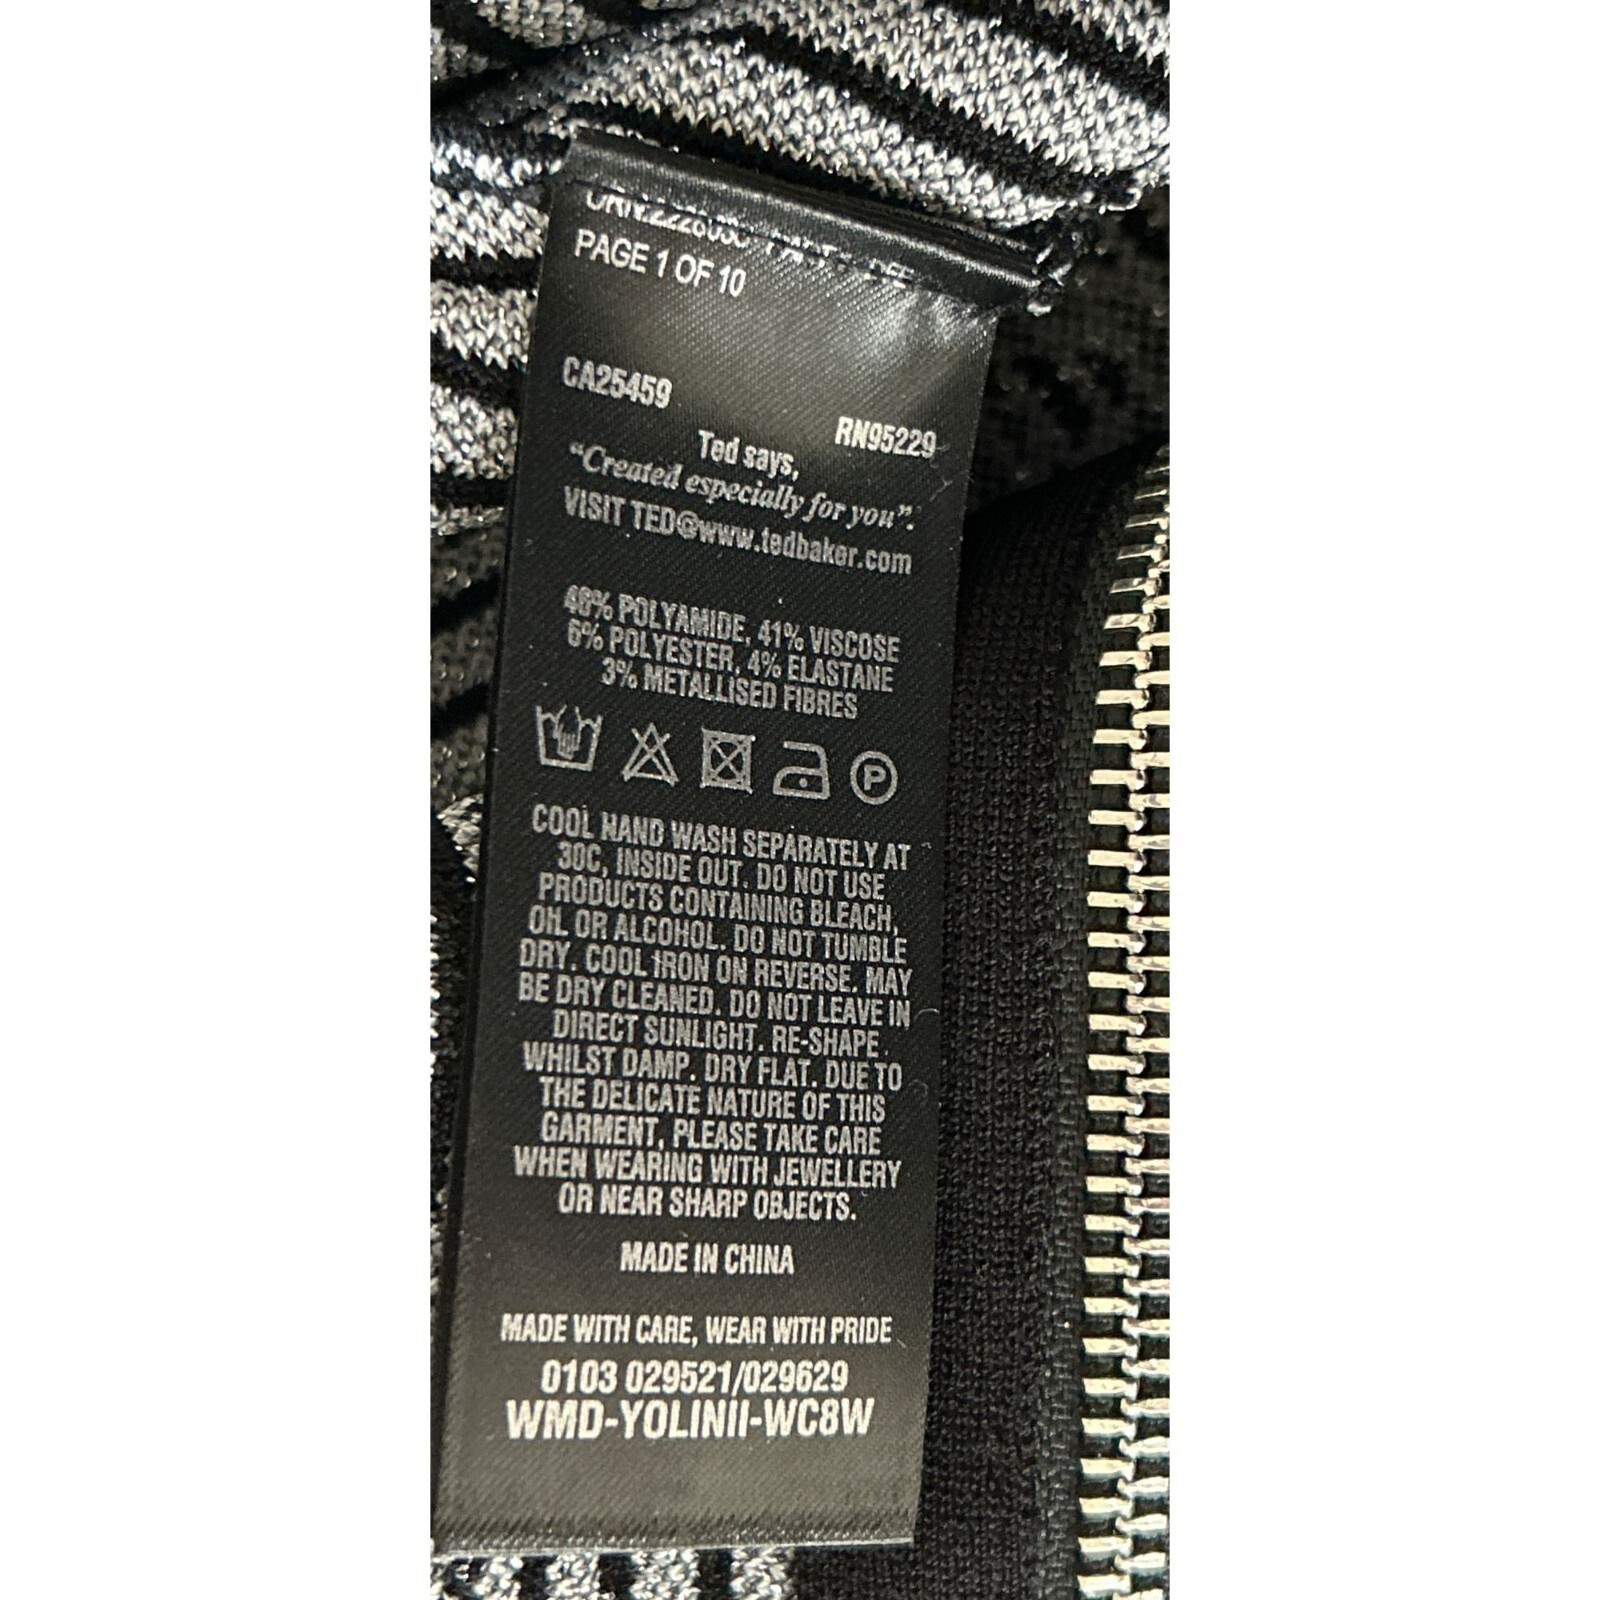 PAGE 1 OF 10
CA25459
RN95229
Ted says,
"Created especially for you".
VISIT TED@www.tedbaker.com
46% POLYAMIDE, 41% VISCOSE
6% POLYESTER, 4% ELASTANE
3% METALLISED FIBRES
P
COOL HAND WASH SEPARATELY AT
30C, INSIDE OUT. DO NOT USE
PRODUCTS CONTAINING BLEACH,
OIL OR ALCOHOL. DO NOT TUMBLE
DRY. COOL IRON ON REVERSE. MAY
BE DRY CLEANED. DO NOT LEAVE IN
DIRECT SUNLIGHT. RE-SHAPE
WHILST DAMP. DRY FLAT. DUE TO
THE DELICATE NATURE OF THIS
GARMENT, PLEASE TAKE CARE
WHEN WEARING WITH JEWELLERY
OR NEAR SHARP OBJECTS.
MADE IN CHINA
MADE WITH CARE, WEAR WITH PRIDE
0103 029521/029629
WMD-YOLINII-WC8W